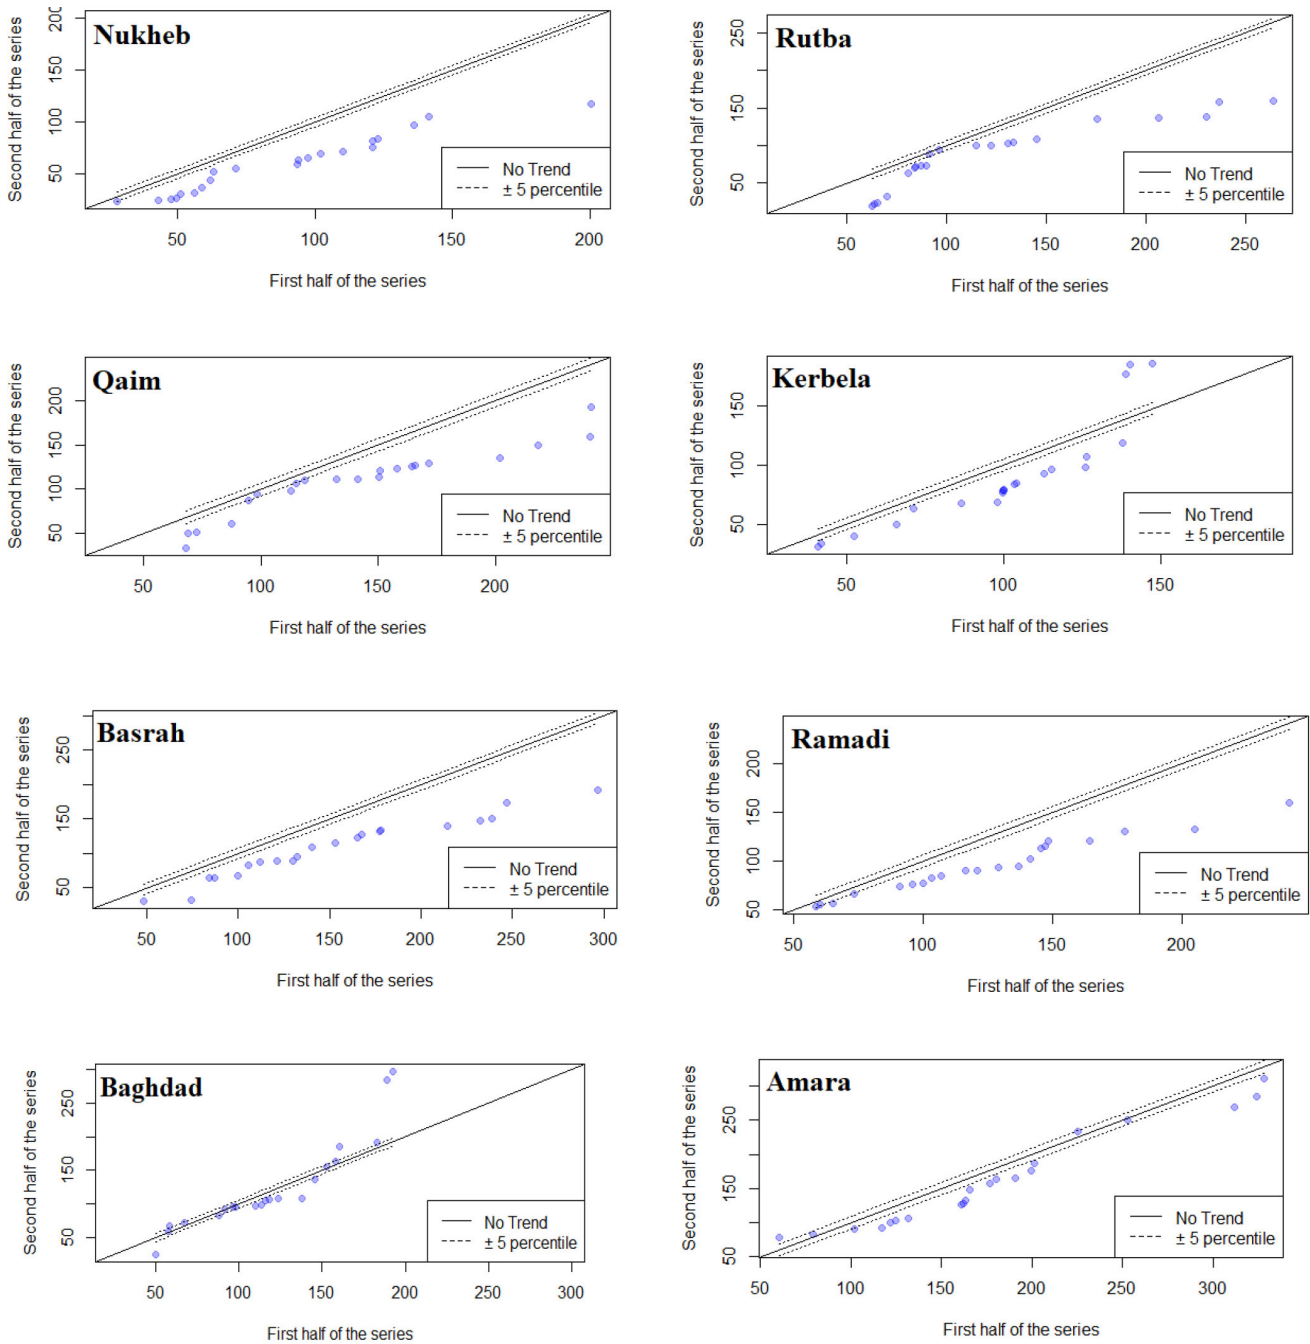 Nukheb
Second half of the series
50 100 150 200
No Trend
± 5 percentile
50 100 150 200
First half of the series
Rutba
Second half of the series
50 150 250
No Trend
± 5 percentile
50 100 150 200 250
First half of the series
Qaim
Second half of the series
50 100 150 200
No Trend
± 5 percentile
50 100 150 200
First half of the series
Kerbela
Second half of the series
50 100 150
No Trend
± 5 percentile
50 100 150
First half of the series
Basrah
Second half of the series
50 150 250
No Trend
± 5 percentile
50 100 150 200 250 300
First half of the series
Ramadi
Second half of the series
50 100 150 200
No Trend
± 5 percentile
50 100 150 200
First half of the series
Baghdad
Second half of the series
50 150 250
No Trend
± 5 percentile
50 100 150 200 250 300
First half of the series
Amara
Second half of the series
50 150 250
No Trend
± 5 percentile
50 100 150 200 250 300
First half of the series